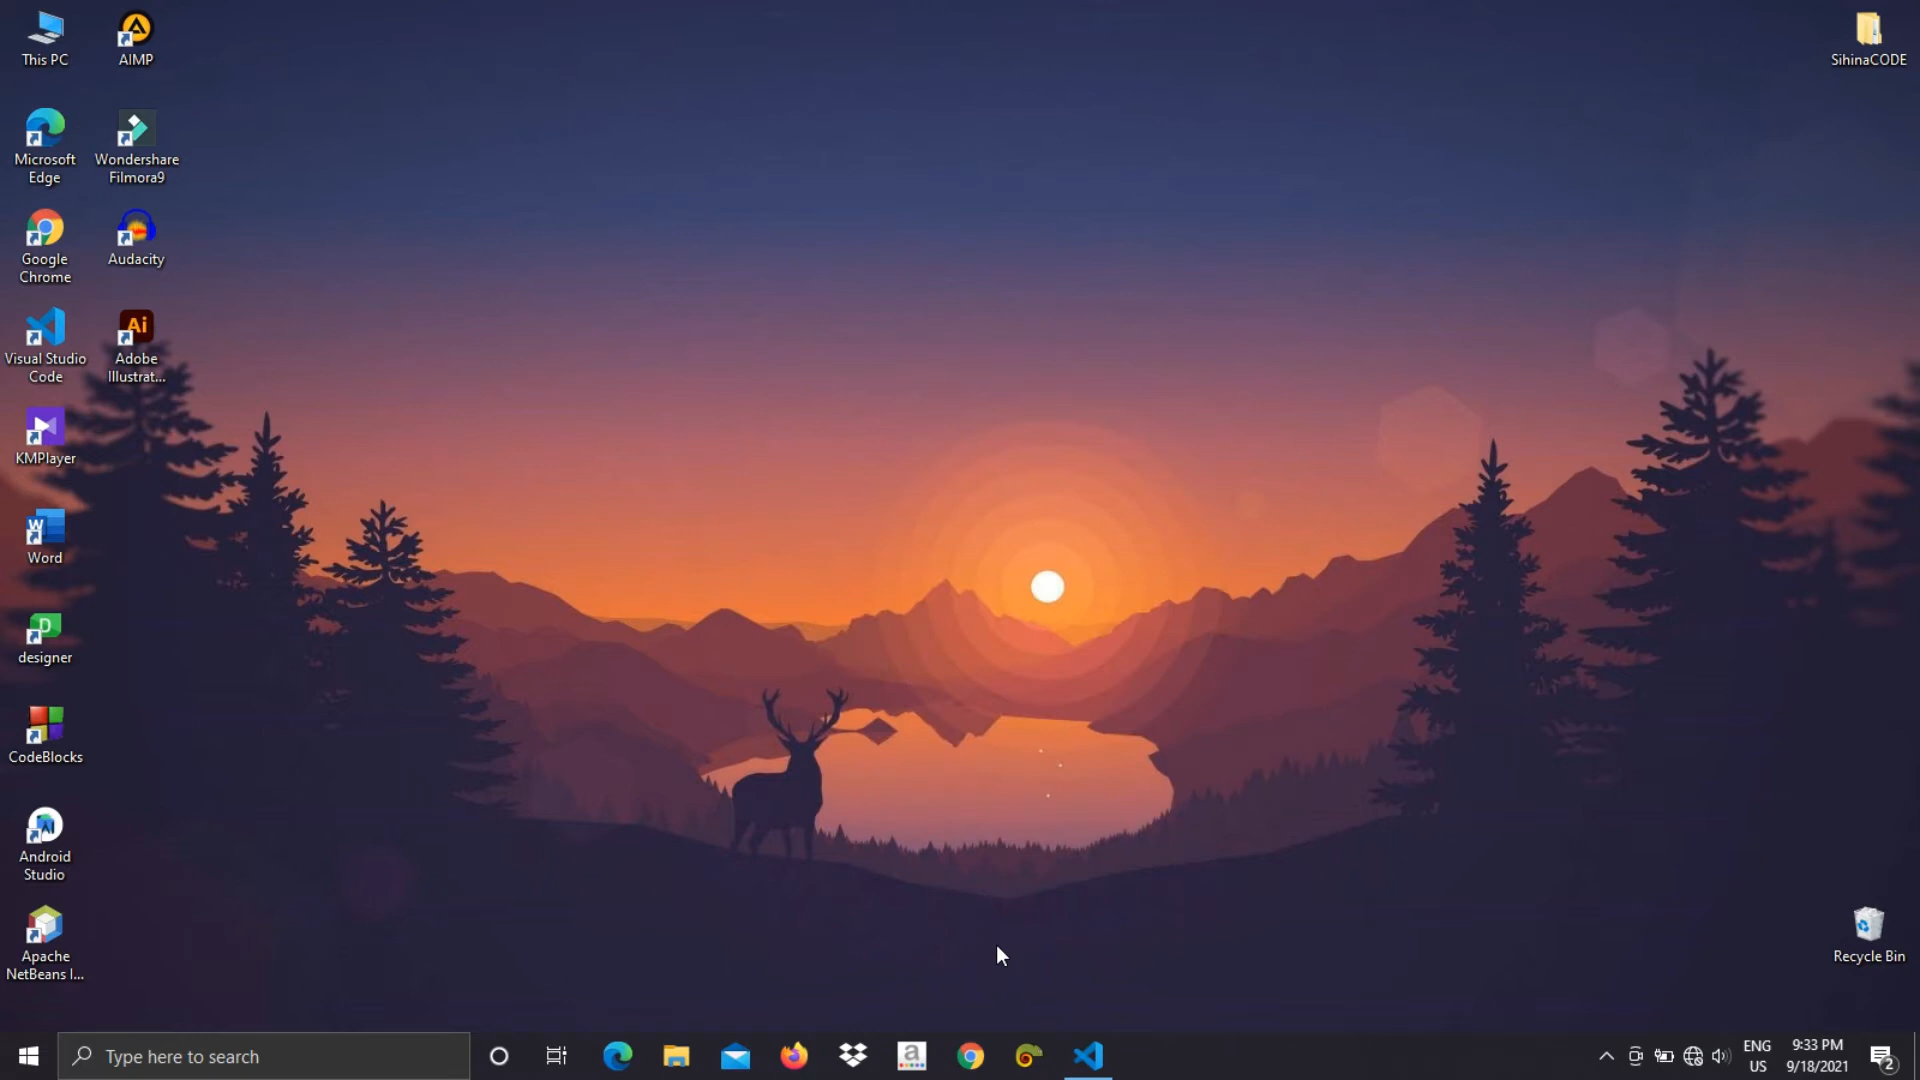 This PC
AIMP
SihinaCODE
Microsoft
Edge
Wondershare
Filmora9
Google
Chrome
Audacity
Visual Studio
Code
Ai
Adobe
Illustrat...
KMPlayer
W
Word
D
designer
CodeBlocks
Android
Studio
Apache
NetBeans I...
Recycle Bin
Type here to search
a
ENG
US
9:33 PM
9/18/2021
2